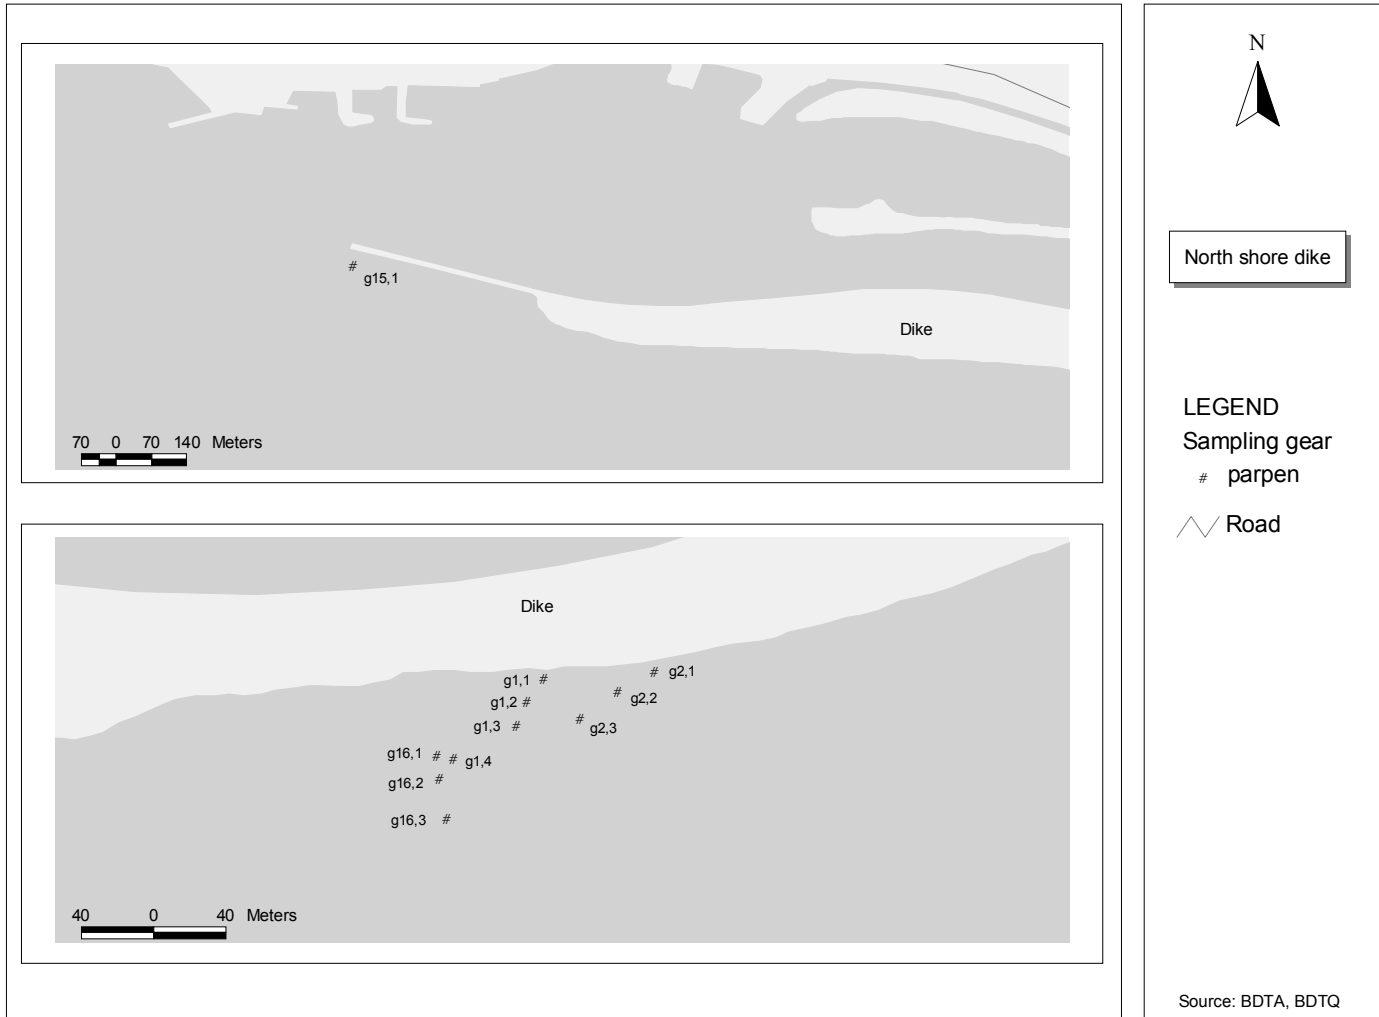 # g15,1
Dike
70 0 70 140 Meters
Dike
g1,1 #
# g2,1
g1,2 #
# g2,2
g1,3 #
# g2,3
g16,1 #
# g1,4
g16,2 #
g16,3 #
40 0 40 Meters
N
North shore dike
LEGEND
Sampling gear
# parpen
Road
Source: BDTA, BDTQ